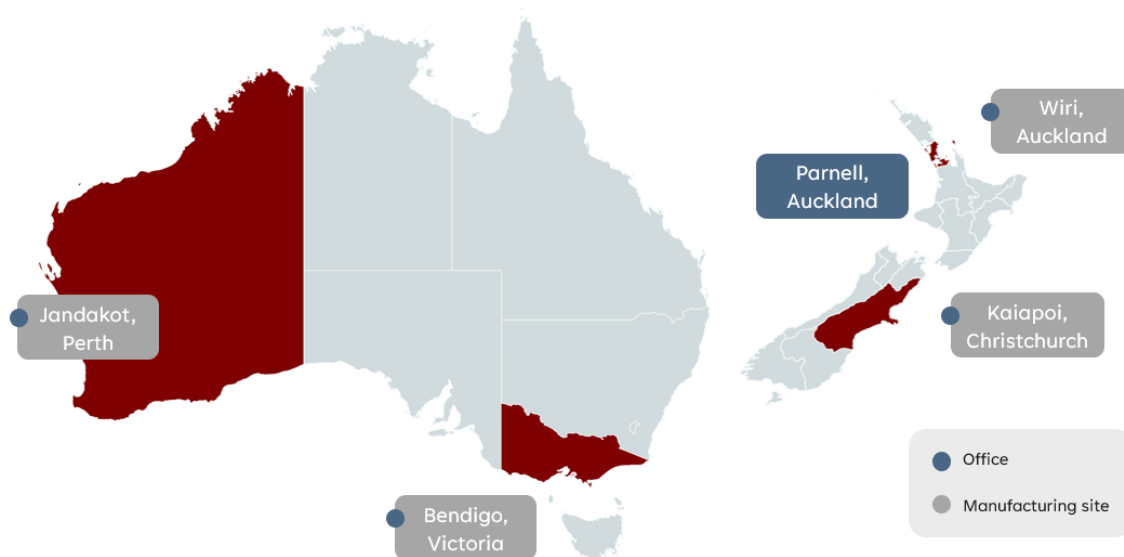 Wiri,
Auckland
Parnell,
Auckland
Jandakot,
Perth
Kaiapoi,
Christchurch
Bendigo,
Victoria
Office
Manufacturing site